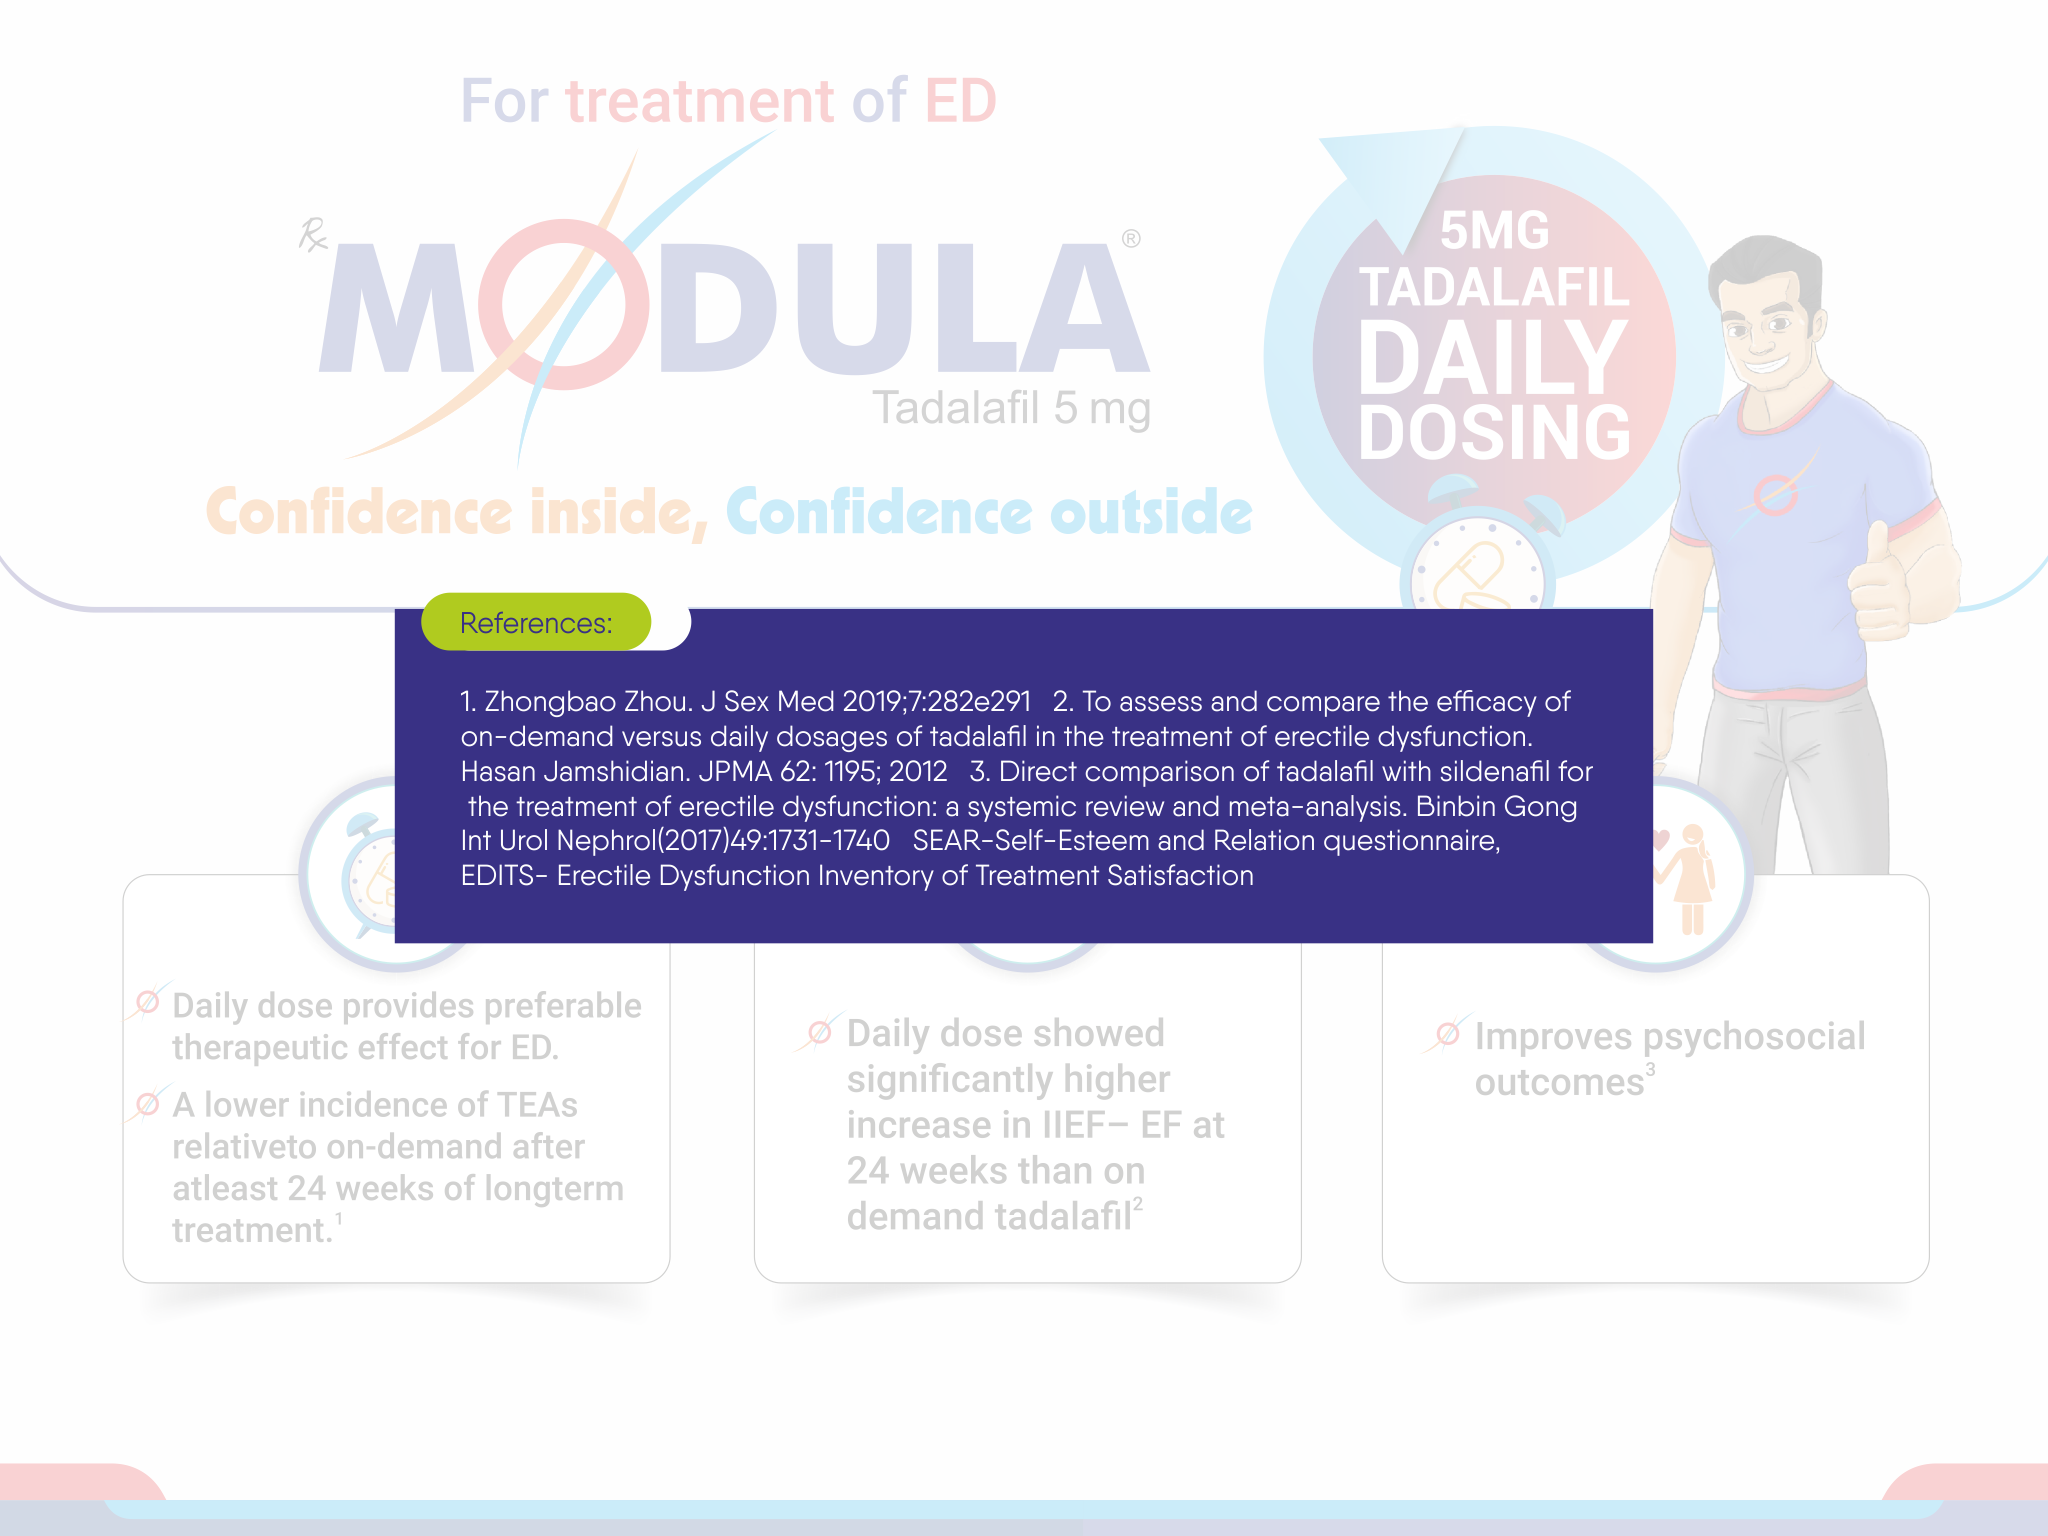 For treatment of ED
Rx
MODULA®
Tadalafil 5 mg
Confidence inside, Confidence outside
5MG
TADALAFIL
DAILY
DOSING
References:
1. Zhongbao Zhou. J Sex Med 2019;7:282e291 2. To assess and compare the efficacy of
on-demand versus daily dosages of tadalafil in the treatment of erectile dysfunction.
Hasan Jamshidian. JPMA 62: 1195; 2012 3. Direct comparison of tadalafil with sildenafil for
the treatment of erectile dysfunction: a systemic review and meta-analysis. Binbin Gong
Int Urol Nephrol(2017)49:1731-1740 SEAR-Self-Esteem and Relation questionnaire,
EDITS- Erectile Dysfunction Inventory of Treatment Satisfaction
Daily dose provides preferable
therapeutic effect for ED.
A lower incidence of TEAs
relativeto on-demand after
atleast 24 weeks of longterm
treatment.1
Daily dose showed
significantly higher
increase in IIEF– EF at
24 weeks than on
demand tadalafil2
Improves psychosocial
outcomes3